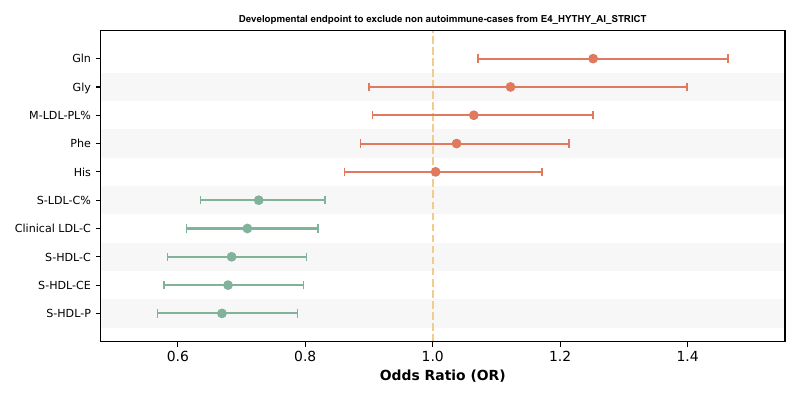 Developmental endpoint to exclude non autoimmune-cases from E4_HYTHY_AI_STRICT
Gln
Gly
M-LDL-PL%
Phe
His
S-LDL-C%
Clinical LDL-C
S-HDL-C
S-HDL-CE
S-HDL-P
0.6 0.8 1.0 1.2 1.4
Odds Ratio (OR)